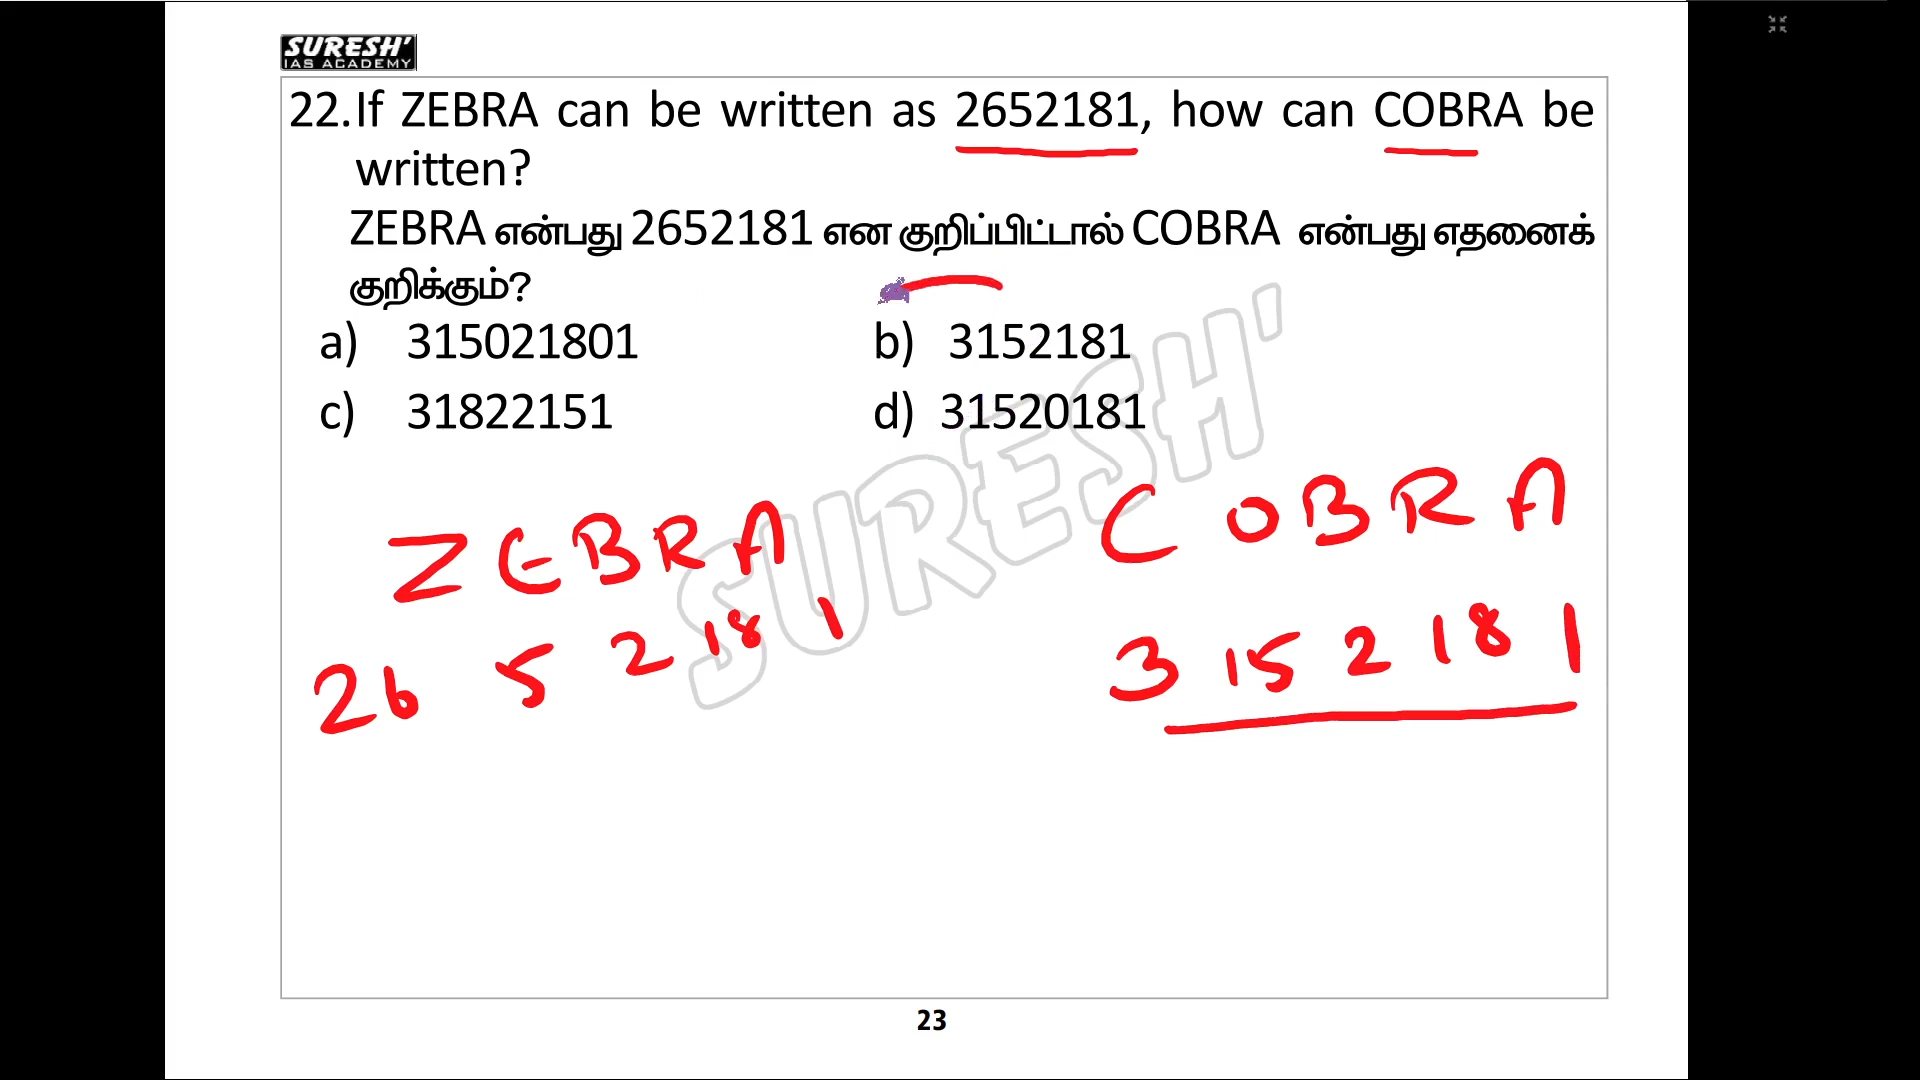 SURESH'
IAS ACADEMY
22.If ZEBRA can be written as 2652181, how can COBRA be
written?
ZEBRA என்பது 2652181 என குறிப்பிட்டால் COBRA என்பது எதனைக்
குறிக்கும்?
a) 315021801 b) 3152181
c) 31822151 d) 31520181
SURESH'
ZEBRA COBRA
26 5 2 18 1 3 15 2 18 1
23